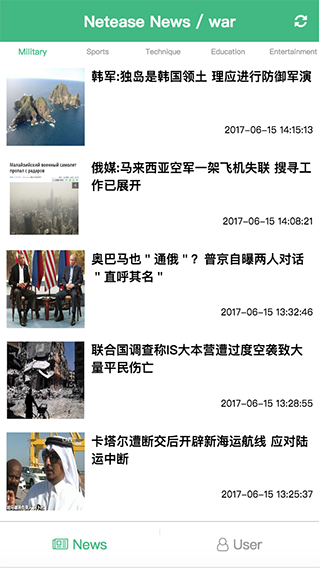 Netease News / war
Military
Sports
Technique
Education
Entertainment
韩军:独岛是韩国领土 理应进行防御军演
2017-06-15 14:15:13
Малайзийский военный самолет
пропал с радаров
俄媒:马来西亚空军一架飞机失联 搜寻工
作已展开
2017-06-15 14:08:21
奥巴马也＂通俄＂? 普京自曝两人对话
＂直呼其名＂
2017-06-15 13:32:46
联合国调查称IS大本营遭过度空袭致大
量平民伤亡
2017-06-15 13:28:55
卡塔尔遭断交后开辟新海运航线 应对陆
运中断
2017-06-15 13:25:37
News
User